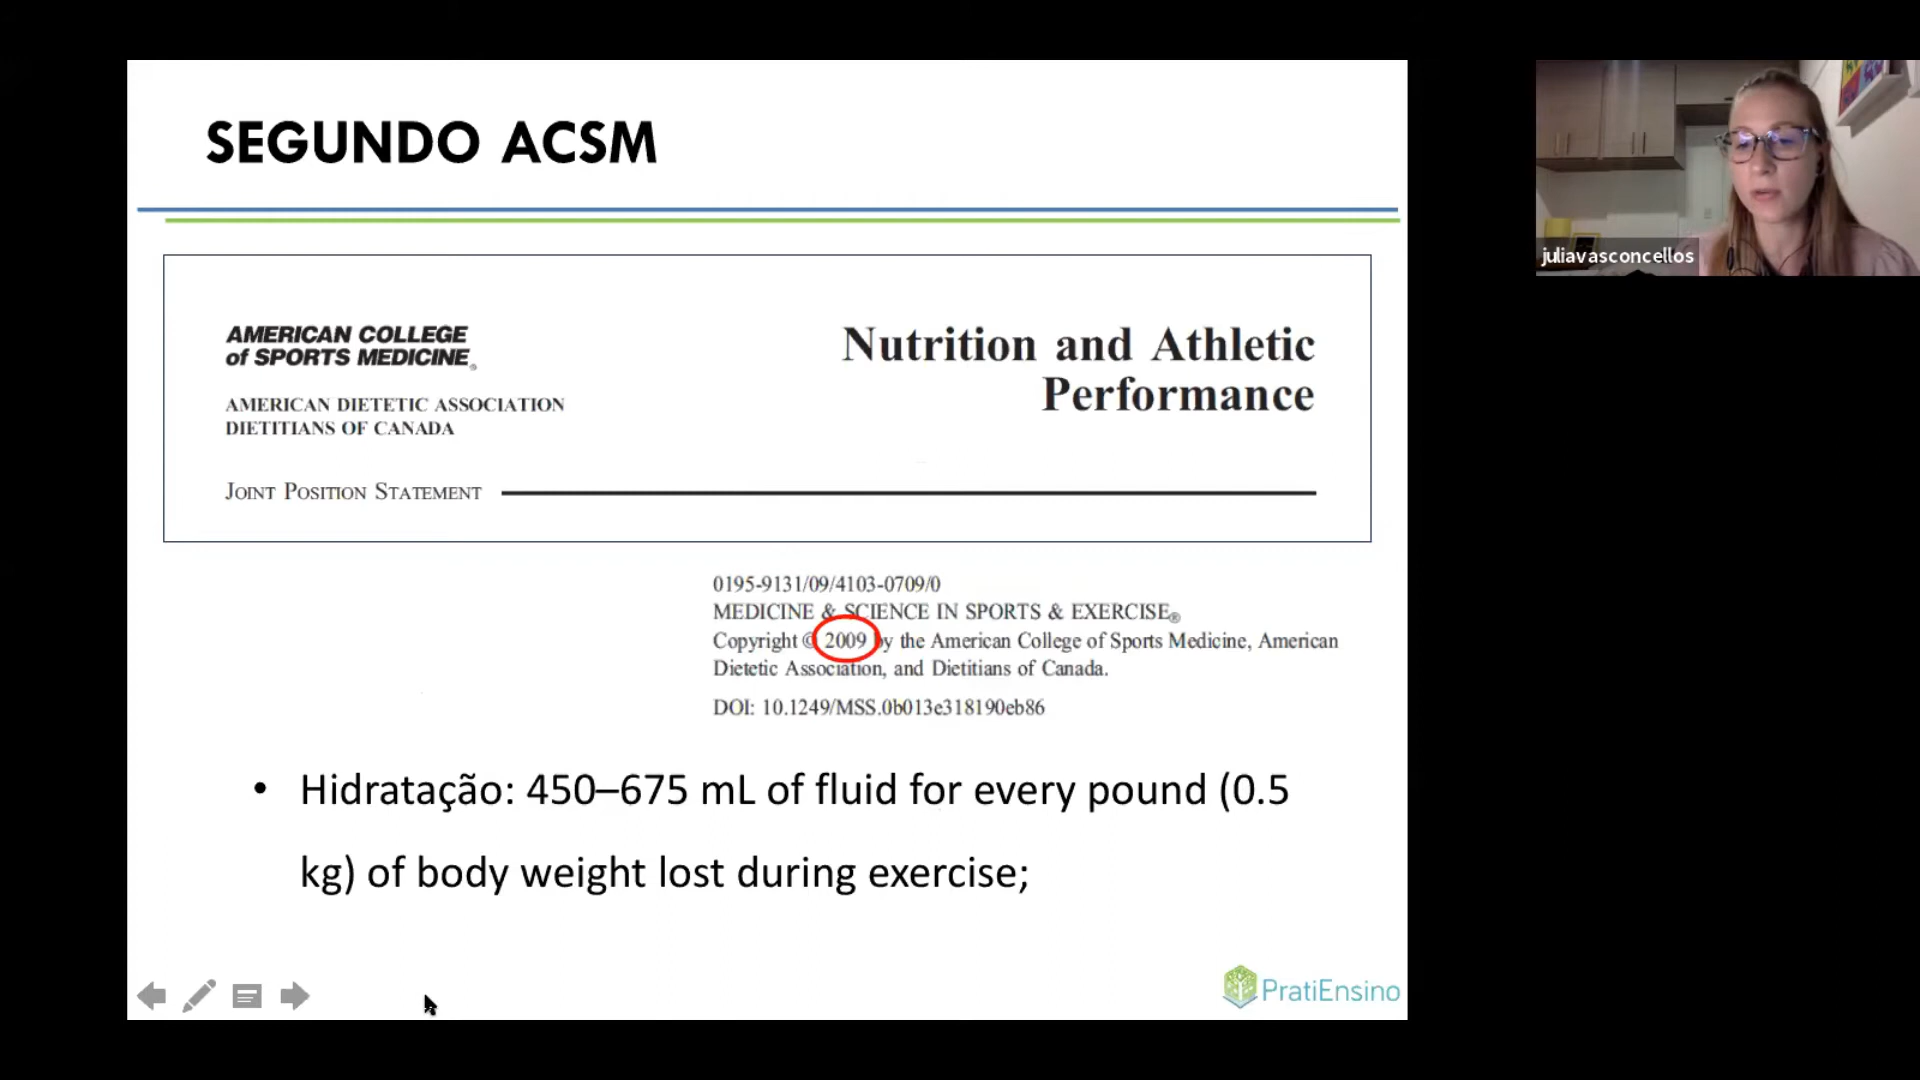 SEGUNDO ACSM
AMERICAN COLLEGE
of SPORTS MEDICINE®
AMERICAN DIETETIC ASSOCIATION
DIETITIANS OF CANADA
JOINT POSITION STATEMENT
Nutrition and Athletic
Performance
0195-9131/09/4103-0709/0
MEDICINE & SCIENCE IN SPORTS & EXERCISE®
Copyright © 2009 by the American College of Sports Medicine, American
Dietetic Association, and Dietitians of Canada.
DOI: 10.1249/MSS.0b013e318190eb86
• Hidratação: 450–675 mL of fluid for every pound (0.5
kg) of body weight lost during exercise;
PratiEnsino
juliavasconcellos